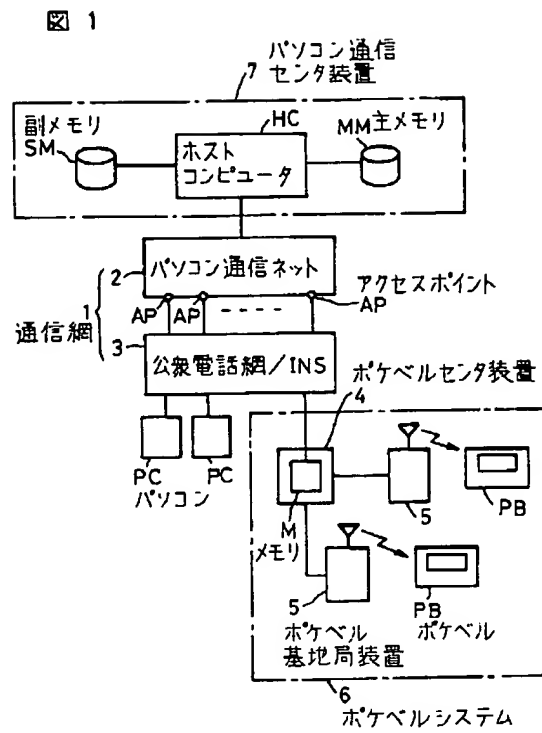 図 1
パソコン通信
センタ装置
7
HC
副メモリ
SM
ホスト
コンピュータ
MM主メモリ
2
パソコン通信ネット
アクセスポイント
AP
AP
AP
1
通信網
3
公衆電話網/INS
ポケベルセンタ装置
4
PC
PC
パソコン
M
メモリ
5
PB
5
ポケベル
基地局装置
PB
ポケベル
6
ポケベルシステム